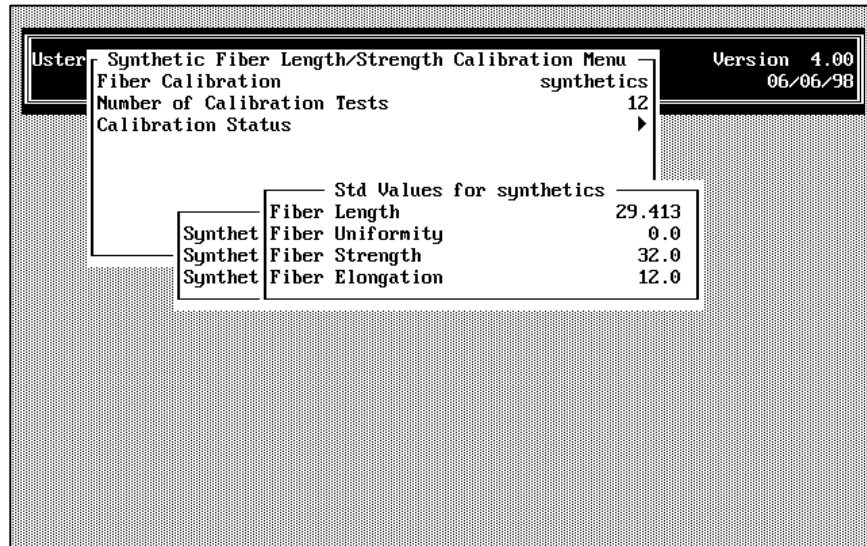 Uster
Version 4.00
06/06/98
Synthetic Fiber Length/Strength Calibration Menu
Fiber Calibration synthetics
Number of Calibration Tests 12
Calibration Status
Std Values for synthetics
Fiber Length 29.413
Synthet Fiber Uniformity 0.0
Synthet Fiber Strength 32.0
Synthet Fiber Elongation 12.0